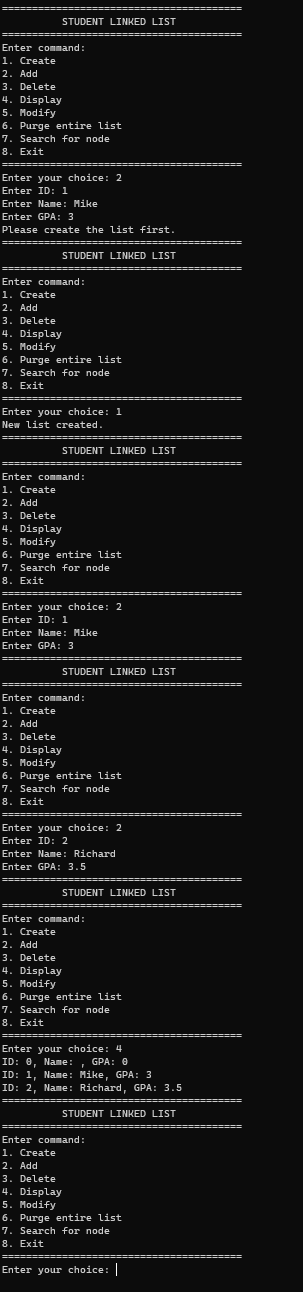 ========================================
          STUDENT LINKED LIST
========================================
Enter command:
1. Create
2. Add
3. Delete
4. Display
5. Modify
6. Purge entire list
7. Search for node
8. Exit
========================================
Enter your choice: 2
Enter ID: 1
Enter Name: Mike
Enter GPA: 3
Please create the list first.
========================================
          STUDENT LINKED LIST
========================================
Enter command:
1. Create
2. Add
3. Delete
4. Display
5. Modify
6. Purge entire list
7. Search for node
8. Exit
========================================
Enter your choice: 1
New list created.
========================================
          STUDENT LINKED LIST
========================================
Enter command:
1. Create
2. Add
3. Delete
4. Display
5. Modify
6. Purge entire list
7. Search for node
8. Exit
========================================
Enter your choice: 2
Enter ID: 1
Enter Name: Mike
Enter GPA: 3
========================================
          STUDENT LINKED LIST
========================================
Enter command:
1. Create
2. Add
3. Delete
4. Display
5. Modify
6. Purge entire list
7. Search for node
8. Exit
========================================
Enter your choice: 2
Enter ID: 2
Enter Name: Richard
Enter GPA: 3.5
========================================
          STUDENT LINKED LIST
========================================
Enter command:
1. Create
2. Add
3. Delete
4. Display
5. Modify
6. Purge entire list
7. Search for node
8. Exit
========================================
Enter your choice: 4
ID: 0, Name: , GPA: 0
ID: 1, Name: Mike, GPA: 3
ID: 2, Name: Richard, GPA: 3.5
========================================
          STUDENT LINKED LIST
========================================
Enter command:
1. Create
2. Add
3. Delete
4. Display
5. Modify
6. Purge entire list
7. Search for node
8. Exit
========================================
Enter your choice: